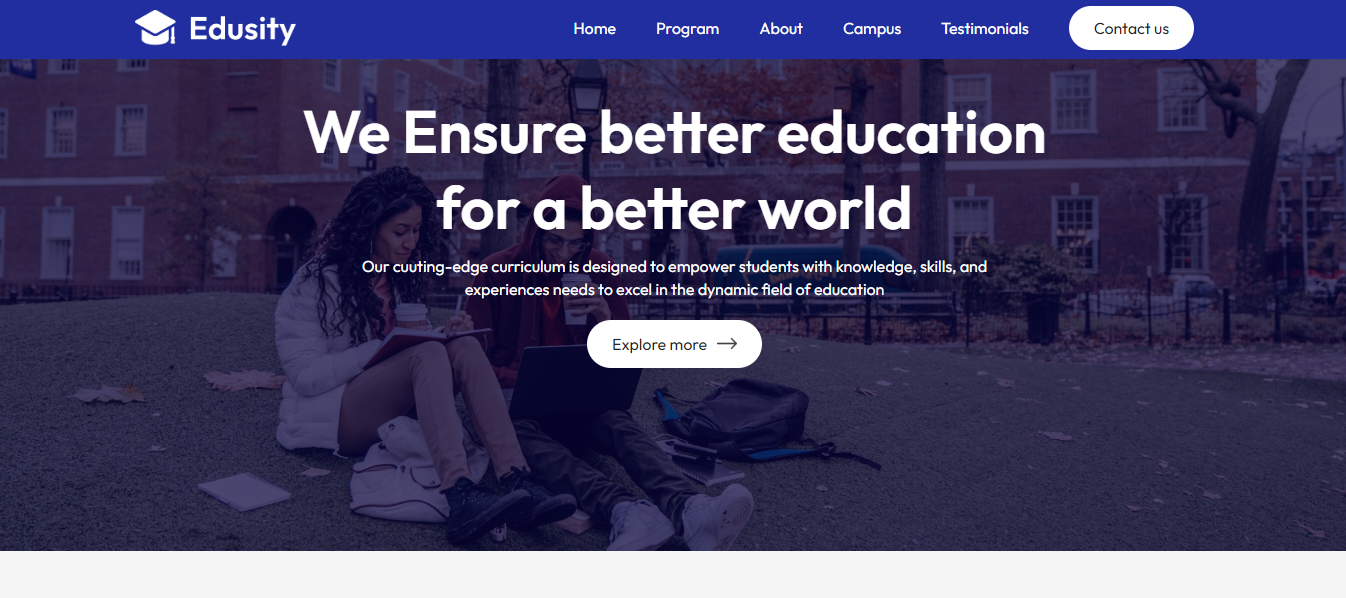 Edusity
Home Program About Campus Testimonials Contact us
We Ensure better education
for a better world
Our cuuting-edge curriculum is designed to empower students with knowledge, skills, and
experiences needs to excel in the dynamic field of education
Explore more